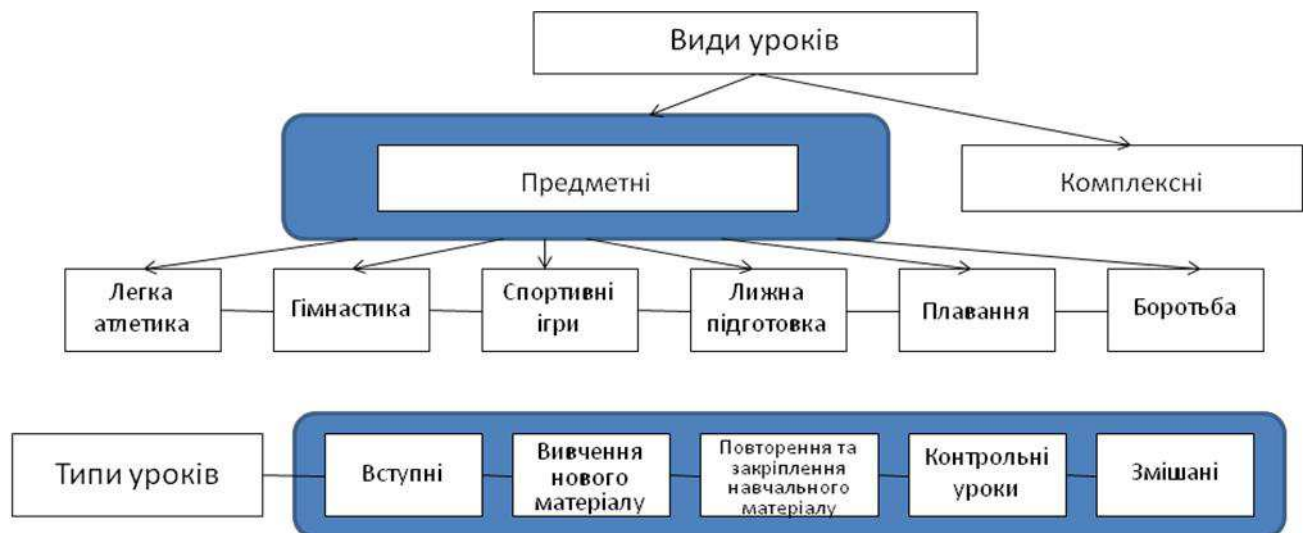 Види уроків
Предметні
Комплексні
Легка
атлетика
Гімнастика
Спортивні
ігри
Лижна
підготовка
Плавання
Боротьба
Типи уроків
Вступні
Вивчення
нового
матеріалу
Повторення та
закріплення
навчального
матеріалу
Контрольні
уроки
Змішані